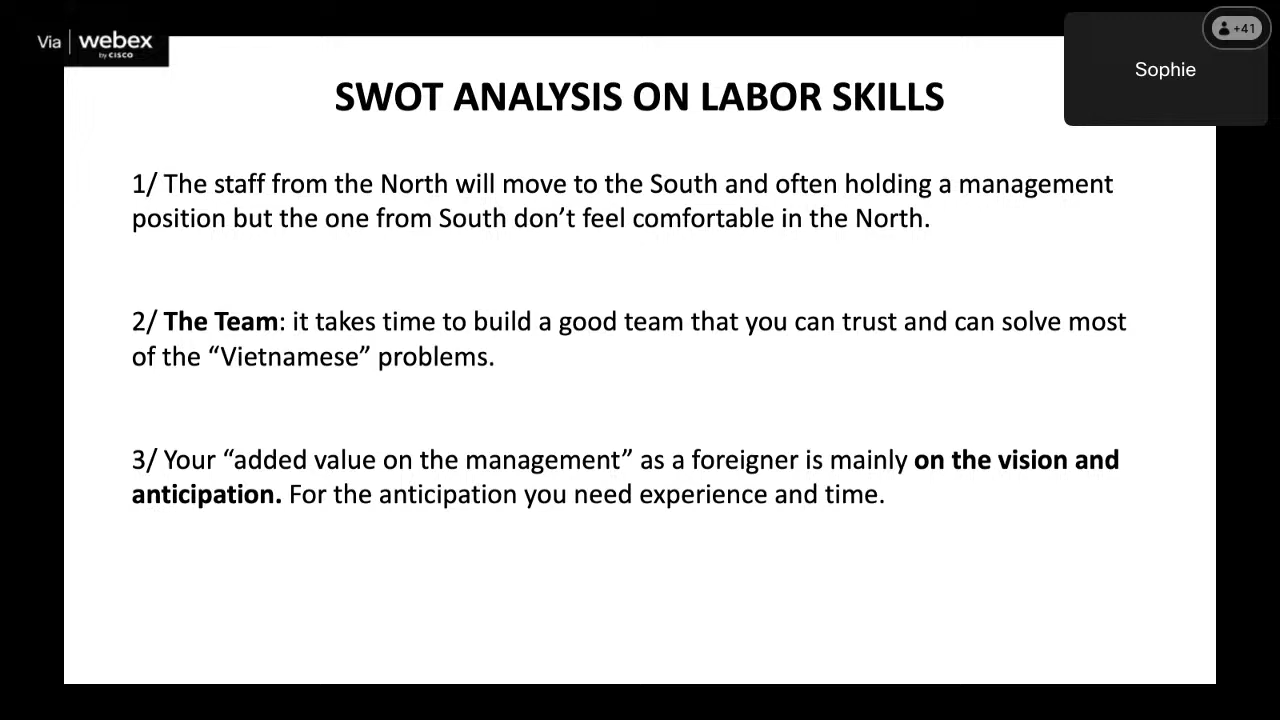 Via webex
by CISCO
+41
Sophie
SWOT ANALYSIS ON LABOR SKILLS
1/ The staff from the North will move to the South and often holding a management
position but the one from South don’t feel comfortable in the North.
2/ The Team: it takes time to build a good team that you can trust and can solve most
of the “Vietnamese” problems.
3/ Your “added value on the management” as a foreigner is mainly on the vision and
anticipation. For the anticipation you need experience and time.